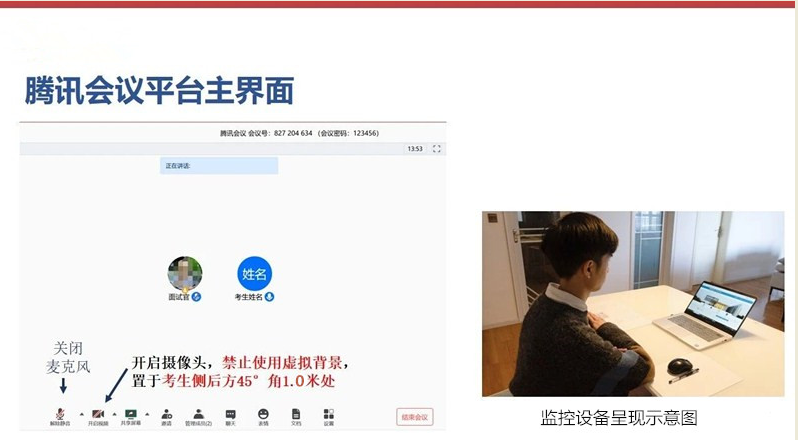 腾讯会议平台主界面
腾讯会议 会议号：827 204 634 （会议密码：123456）
13:53
正在讲话:
姓名
面试官
考生姓名
关闭
麦克风
开启摄像头，禁止使用虚拟背景，
置于考生侧后方45°角1.0米处
解除静音 开启视频 共享屏幕 邀请 管理成员(2) 聊天 表情 文档 设置
结束会议
监控设备呈现示意图